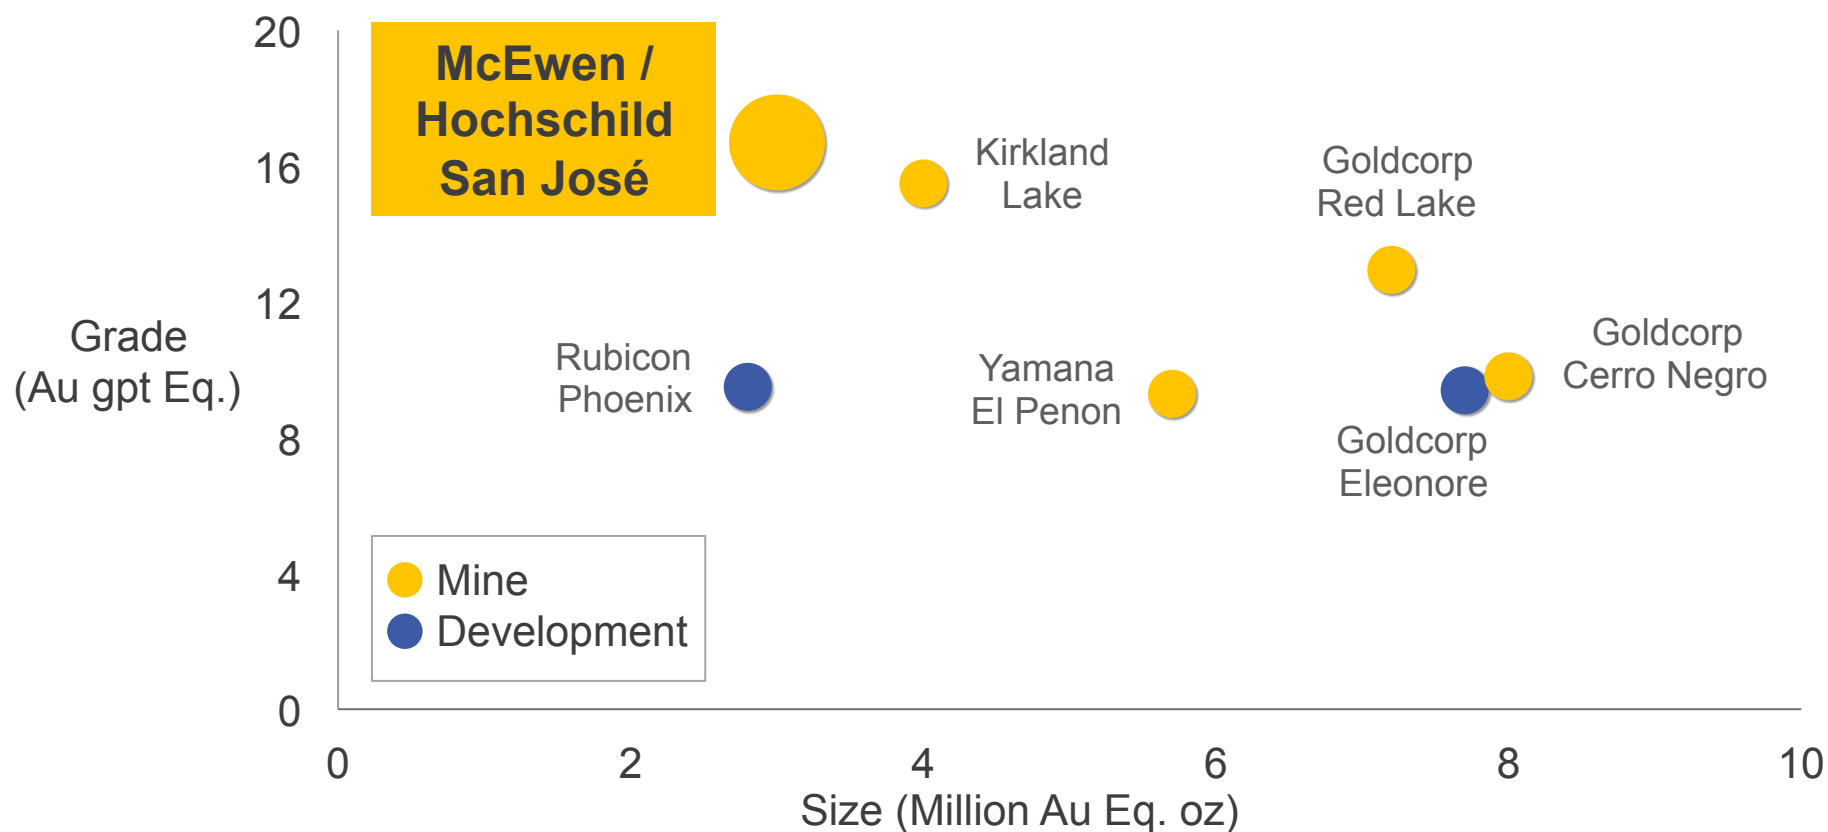 20
McEwen /
Hochschild
San José
Kirkland
Lake
Goldcorp
Red Lake
16
12
Grade
(Au gpt Eq.)
Rubicon
Phoenix
Yamana
El Penon
Goldcorp
Cerro Negro
8
Goldcorp
Eleonore
4
Mine
Development
0
0 2 4 6 8 10
Size (Million Au Eq. oz)